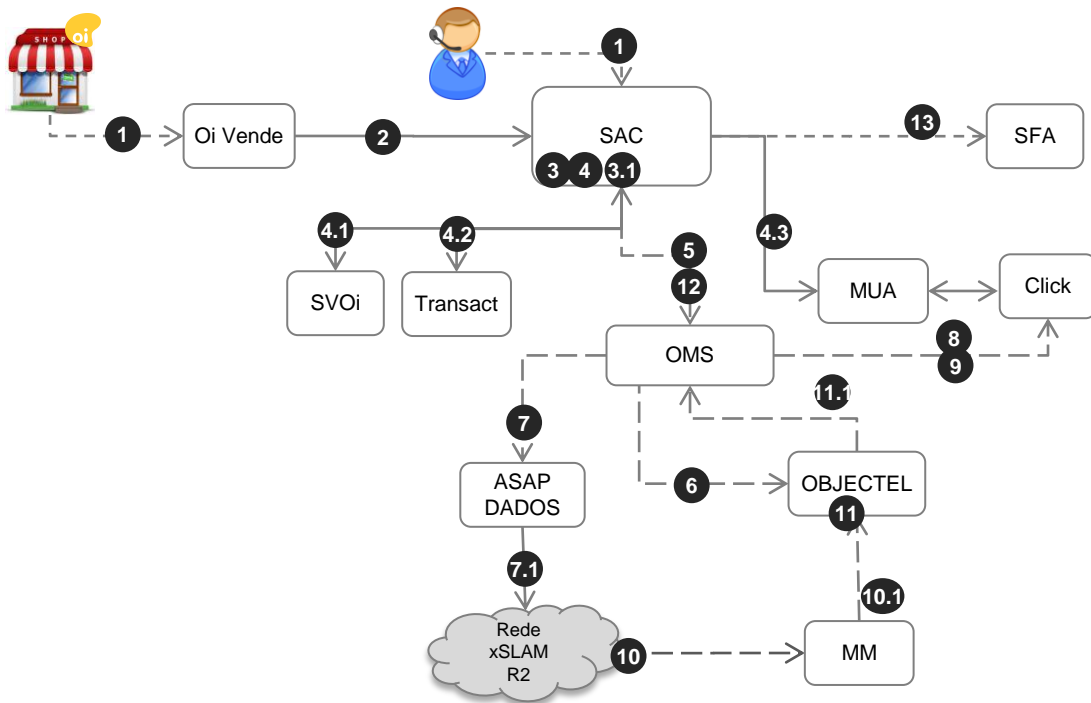 SHOP
oi
1
1
Oi Vende
2
SAC
13
SFA
3
4
3.1
4.1
4.2
4.3
5
12
SVOi
Transact
MUA
Click
OMS
8
9
11.1
7
6
ASAP
DADOS
OBJECTEL
11
7.1
10.1
Rede
xSLAM
R2
10
MM